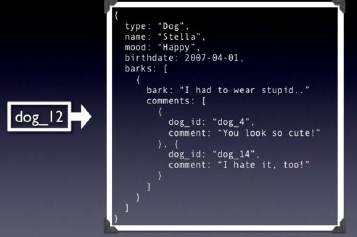 {
type: "Dog",
name: "Stella",
mood: "Happy",
birthdate: 2007-04-01,
barks: [
{
bark: "I had to wear stupid.."
comments: [
{
dog_id: "dog_4",
comment: "You look so cute!"
}, {
dog_id: "dog_14",
comment: "I hate it, too!"
}
]
}
]
}
dog_12